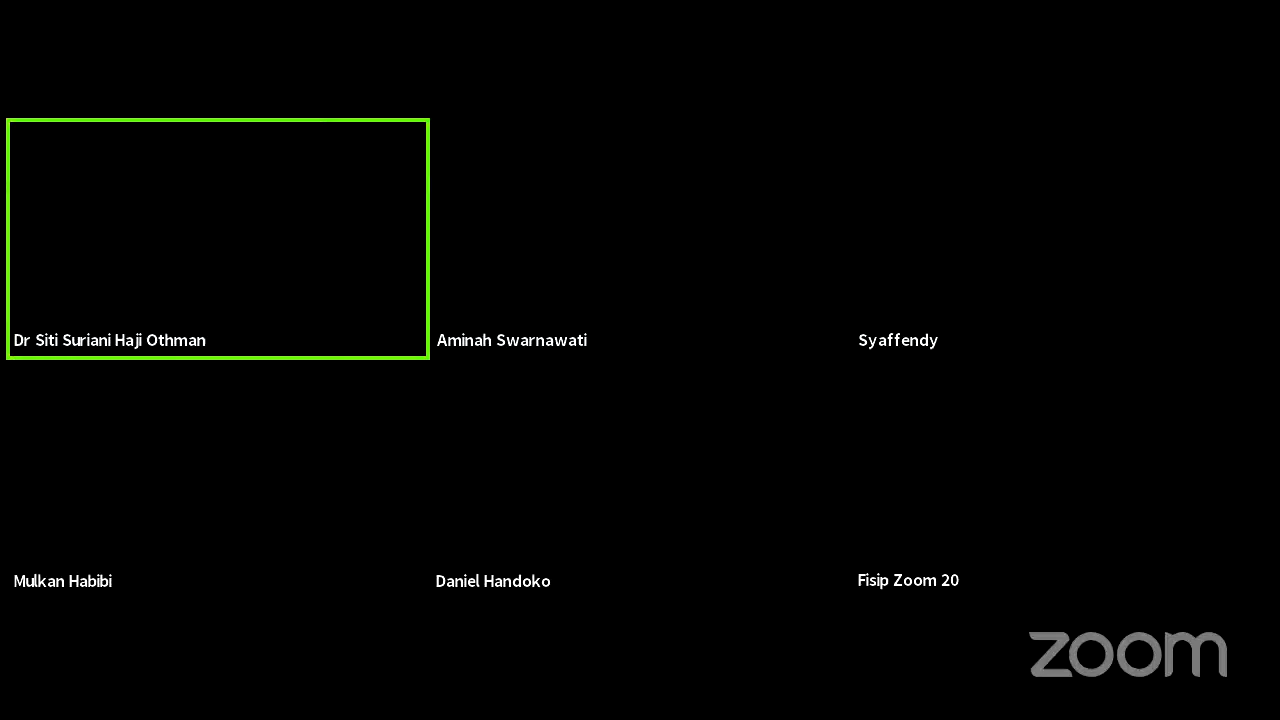 Dr Siti Suriani Haji Othman
Aminah Swarnawati
Syaffendy
Mulkan Habibi
Daniel Handoko
Fisip Zoom 20
zoom